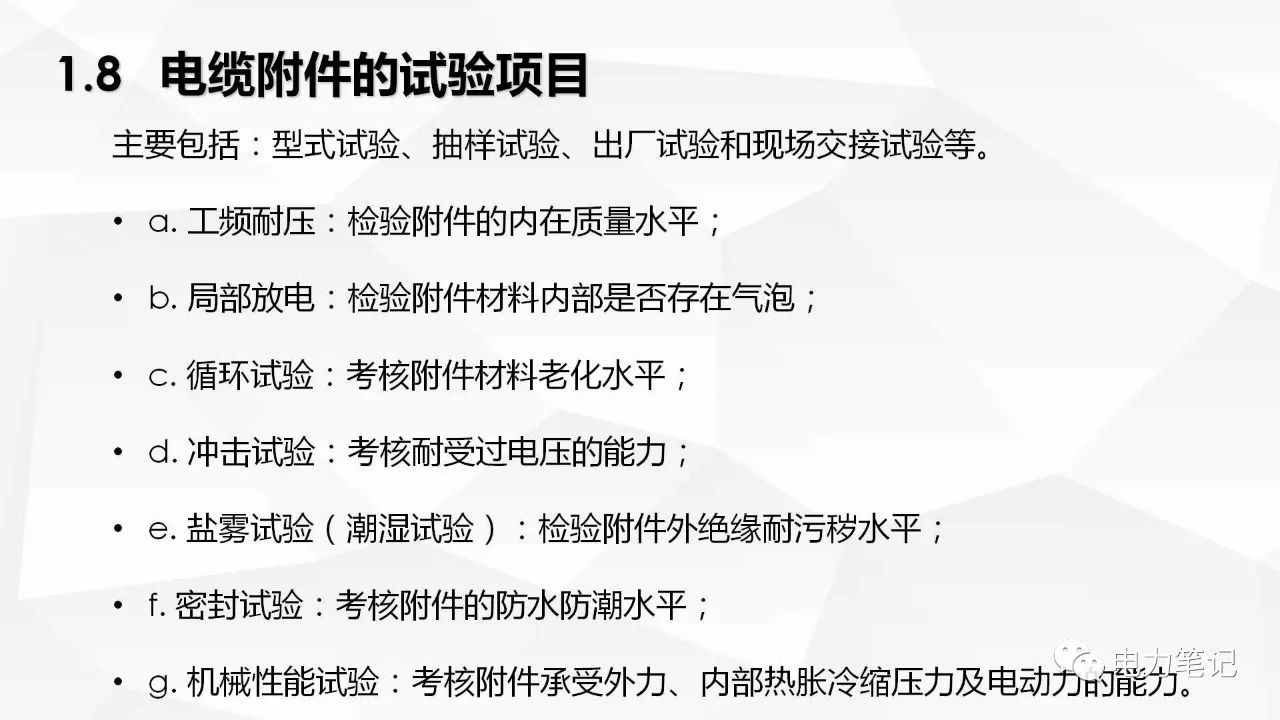 1.8 电缆附件的试验项目
主要包括：型式试验、抽样试验、出厂试验和现场交接试验等。
• a. 工频耐压：检验附件的内在质量水平；
• b. 局部放电：检验附件材料内部是否存在气泡；
• c. 循环试验：考核附件材料老化水平；
• d. 冲击试验：考核耐受过电压的能力；
• e. 盐雾试验（潮湿试验）：检验附件外绝缘耐污秽水平；
• f. 密封试验：考核附件的防水防潮水平；
• g. 机械性能试验：考核附件承受外力、内部热胀冷缩压力及电动力的能力。
电力笔记